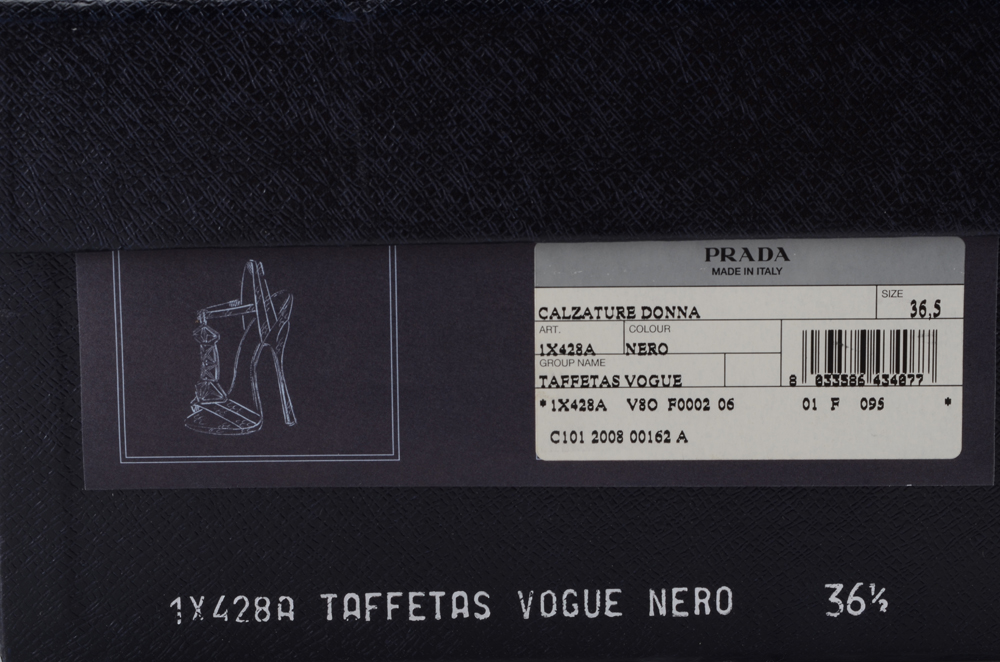 PRADA
MADE IN ITALY
SIZE
CALZATURE DONNA 36,5
ART. COLOUR
1X428A NERO
GROUP NAME
TAFFETAS VOGUE
8 033586 434077
* 1X428A V8O F0002 06 01 F 095 *
C101 2008 00162 A
1X428A TAFFETAS VOGUE NERO 36½